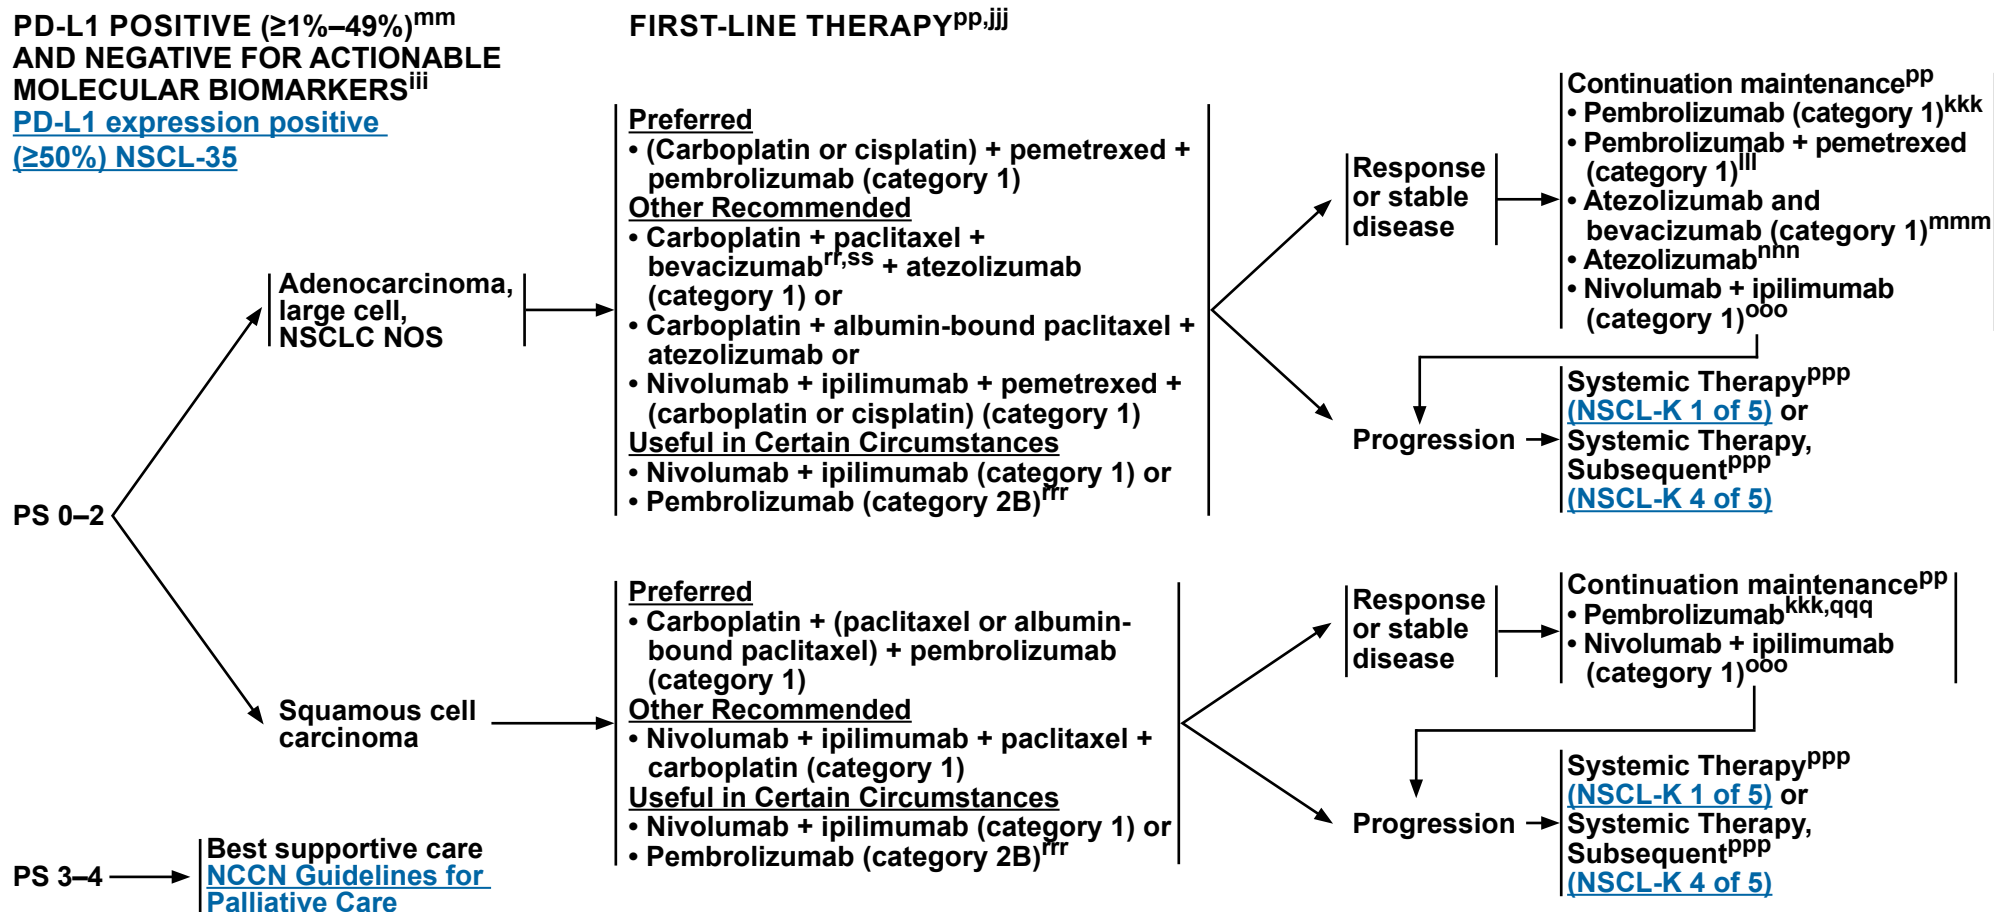 PD-L1 POSITIVE (≥1%–49%)mm
AND NEGATIVE FOR ACTIONABLE
MOLECULAR BIOMARKERSiii
PD-L1 expression positive
(≥50%) NSCL-35
FIRST-LINE THERAPYpp,jjj
PS 0–2
Adenocarcinoma,
large cell,
NSCLC NOS
Preferred
• (Carboplatin or cisplatin) + pemetrexed +
pembrolizumab (category 1)
Other Recommended
• Carboplatin + paclitaxel +
bevacizumabrr,ss + atezolizumab
(category 1) or
• Carboplatin + albumin-bound paclitaxel +
atezolizumab or
• Nivolumab + ipilimumab + pemetrexed +
(carboplatin or cisplatin) (category 1)
Useful in Certain Circumstances
• Nivolumab + ipilimumab (category 1) or
• Pembrolizumab (category 2B)rrr
Response
or stable
disease
Continuation maintenancepp
• Pembrolizumab (category 1)kkk
• Pembrolizumab + pemetrexed
(category 1)lll
• Atezolizumab and
bevacizumab (category 1)mmm
• Atezolizumabnnn
• Nivolumab + ipilimumab
(category 1)ooo
Progression
Systemic Therapyppp
(NSCL-K 1 of 5) or
Systemic Therapy,
Subsequentppp
(NSCL-K 4 of 5)
Squamous cell
carcinoma
Preferred
• Carboplatin + (paclitaxel or albumin-
bound paclitaxel) + pembrolizumab
(category 1)
Other Recommended
• Nivolumab + ipilimumab + paclitaxel +
carboplatin (category 1)
Useful in Certain Circumstances
• Nivolumab + ipilimumab (category 1) or
• Pembrolizumab (category 2B)rrr
Response
or stable
disease
Continuation maintenancepp
• Pembrolizumabkkk,qqq
• Nivolumab + ipilimumab
(category 1)ooo
Progression
Systemic Therapyppp
(NSCL-K 1 of 5) or
Systemic Therapy,
Subsequentppp
(NSCL-K 4 of 5)
PS 3–4
Best supportive care
NCCN Guidelines for
Palliative Care